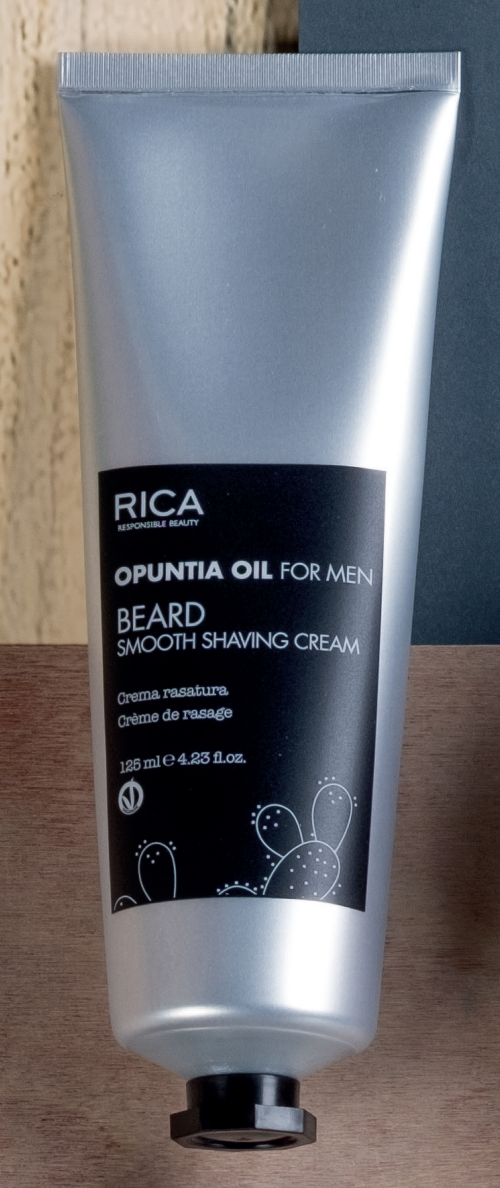 RICA
RESPONSIBLE BEAUTY
OPUNTIA OIL FOR MEN
BEARD
SMOOTH SHAVING CREAM
Crema rasatura
Crème de rasage
125 ml ℮ 4.23 fl.oz.